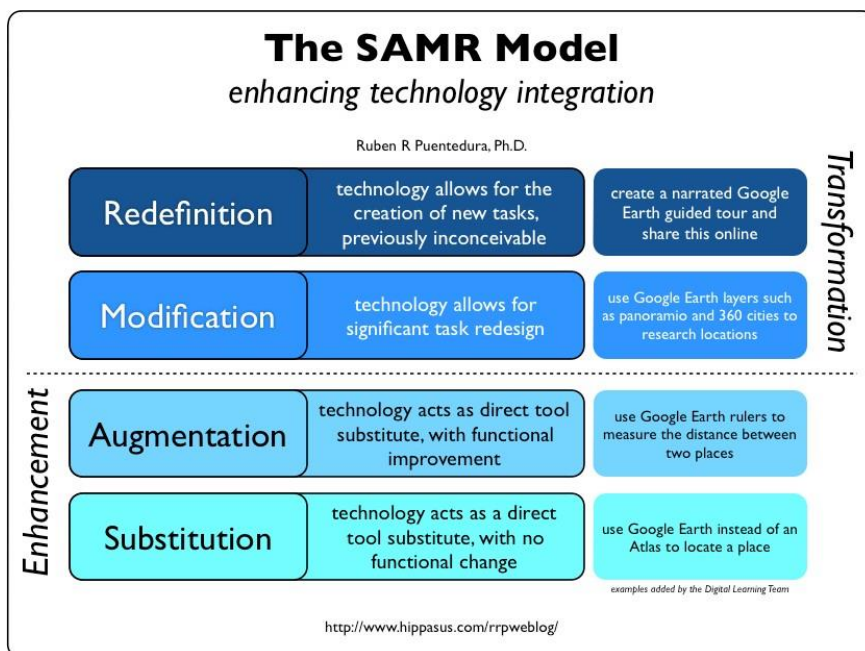 The SAMR Model
enhancing technology integration
Ruben R Puentedura, Ph.D.
Transformation
Redefinition
technology allows for the
creation of new tasks,
previously inconceivable
create a narrated Google
Earth guided tour and
share this online
Modification
technology allows for
significant task redesign
use Google Earth layers such
as panoramio and 360 cities to
research locations
Enhancement
Augmentation
technology acts as direct tool
substitute, with functional
improvement
use Google Earth rulers to
measure the distance between
two places
Substitution
technology acts as a direct
tool substitute, with no
functional change
use Google Earth instead of an
Atlas to locate a place
examples added by the Digital Learning Team
http://www.hippasus.com/rrpweblog/